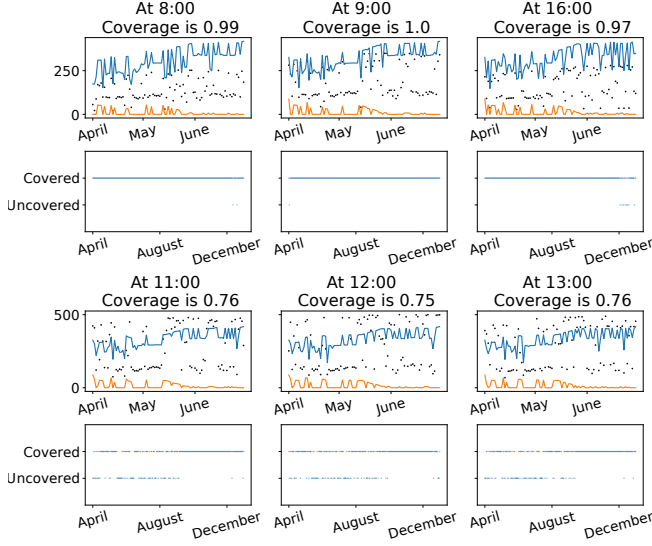 At 8:00
Coverage is 0.99
At 9:00
Coverage is 1.0
At 16:00
Coverage is 0.97
250
0
April May June
April May June
April May June
Covered
Uncovered
April August December
April August December
April August December
At 11:00
Coverage is 0.76
At 12:00
Coverage is 0.75
At 13:00
Coverage is 0.76
500
0
April May June
April May June
April May June
Covered
Uncovered
April August December
April August December
April August December